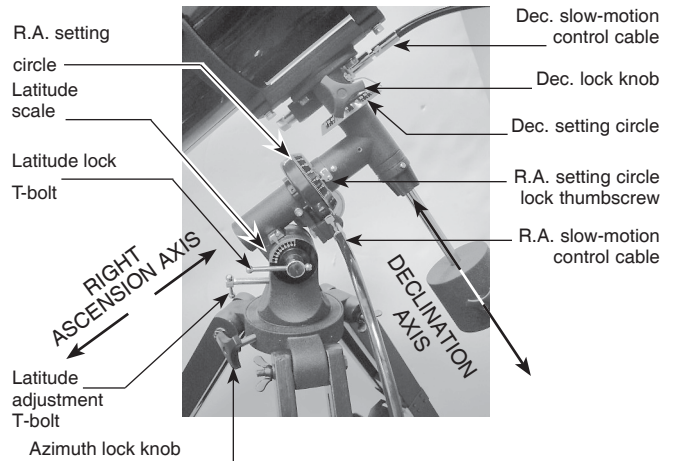 R.A. setting
circle
Latitude
scale
Latitude lock
T-bolt
RIGHT
ASCENSION AXIS
Latitude
adjustment
T-bolt
Azimuth lock knob
Dec. slow-motion
control cable
Dec. lock knob
Dec. setting circle
R.A. setting circle
lock thumbscrew
R.A. slow-motion
control cable
DECLINATION
AXIS